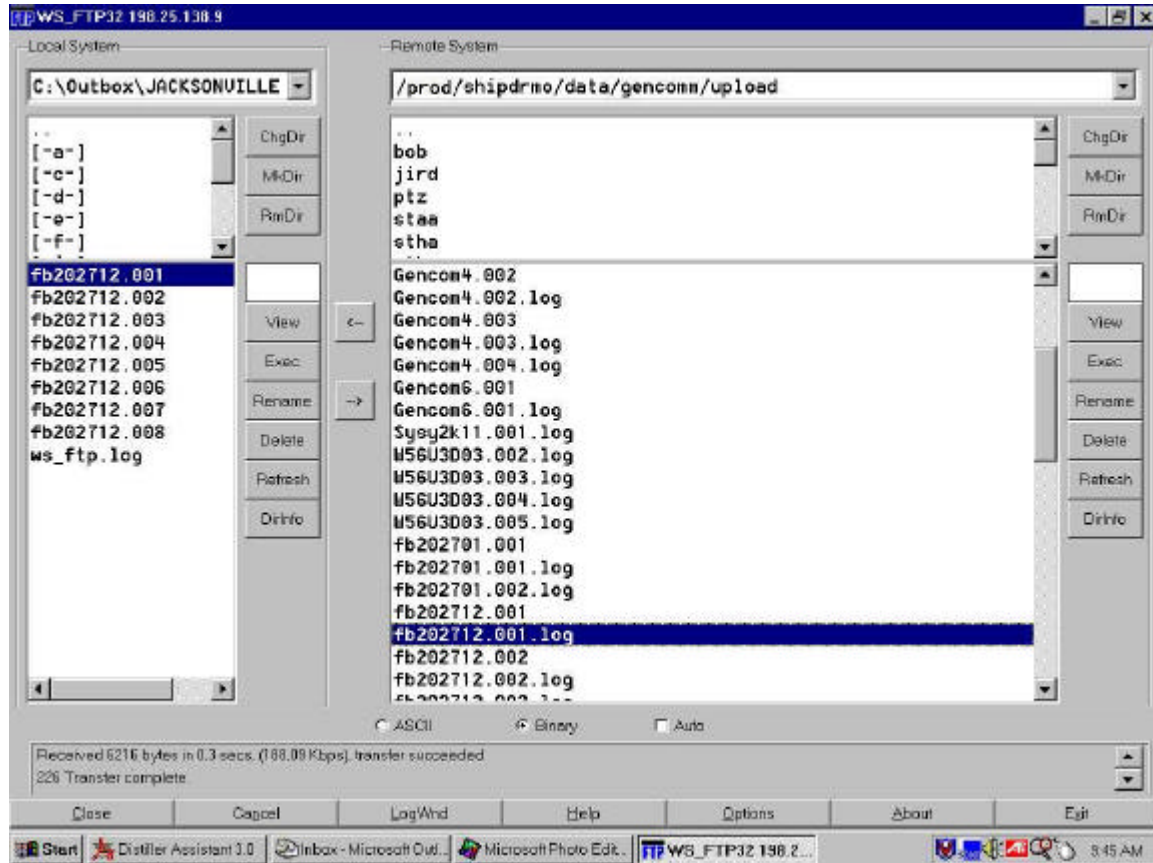 WS_FTP32 198.25.138.9
Local System
C:\Outbox\JACKSONVILLE
..
[-a-]
[-c-]
[-d-]
[-e-]
[-f-]
ChgDir
MkDir
RmDir
fb202712.001
fb202712.002
fb202712.003
fb202712.004
fb202712.005
fb202712.006
fb202712.007
fb202712.008
ws_ftp.log
View
Exec
Rename
Delete
Refresh
DirInfo
<--
-->
Remote System
/prod/shipdrmo/data/gencomm/upload
..
bob
jird
ptz
staa
stha
ChgDir
MkDir
RmDir
Gencom4.002
Gencom4.002.log
Gencom4.003
Gencom4.003.log
Gencom4.004.log
Gencom6.001
Gencom6.001.log
Sysy2k11.001.log
W56U3D03.002.log
W56U3D03.003.log
W56U3D03.004.log
W56U3D03.005.log
fb202701.001
fb202701.001.log
fb202701.002.log
fb202712.001
fb202712.001.log
fb202712.002
fb202712.002.log
View
Exec
Rename
Delete
Refresh
DirInfo
ASCII Binary Auto
Received 6216 bytes in 0.3 secs, (188.09 Kbps), transfer succeeded
226 Transfer complete.
Close Cancel LogWnd Help Options About Exit
Start Distiller Assistant 3.0 Inbox - Microsoft Outl... Microsoft Photo Edit... WS_FTP32 198.2... 9:45 AM